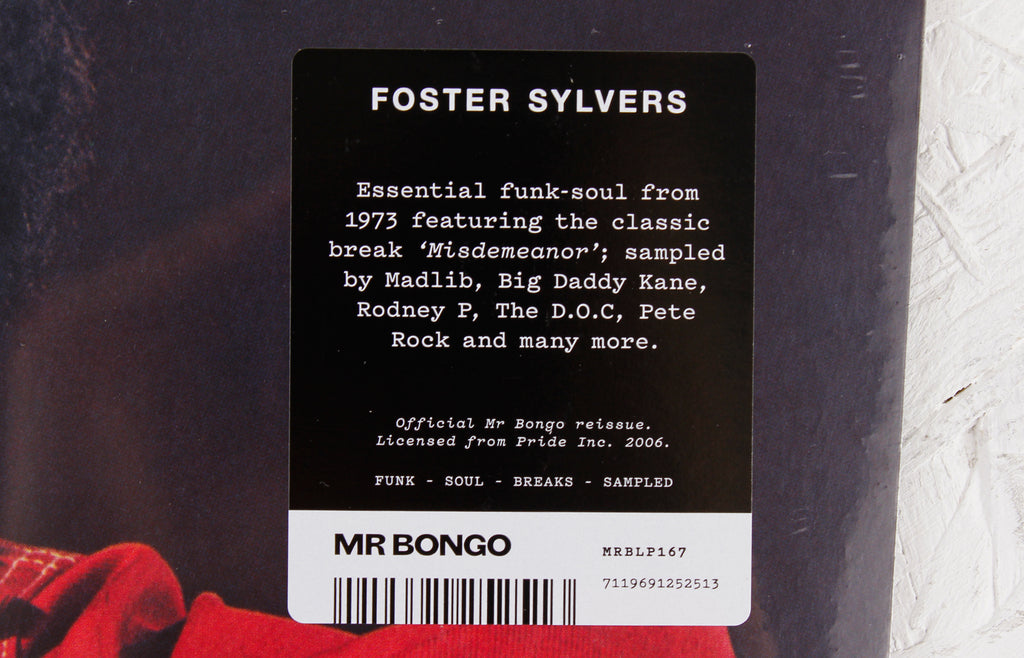 FOSTER SYLVERS
Essential funk-soul from
1973 featuring the classic
break ‘Misdemeanor’; sampled
by Madlib, Big Daddy Kane,
Rodney P, The D.O.C, Pete
Rock and many more.
Official Mr Bongo reissue.
Licensed from Pride Inc. 2006.
FUNK - SOUL - BREAKS - SAMPLED
MR BONGO
MRBLP167
7119691252513